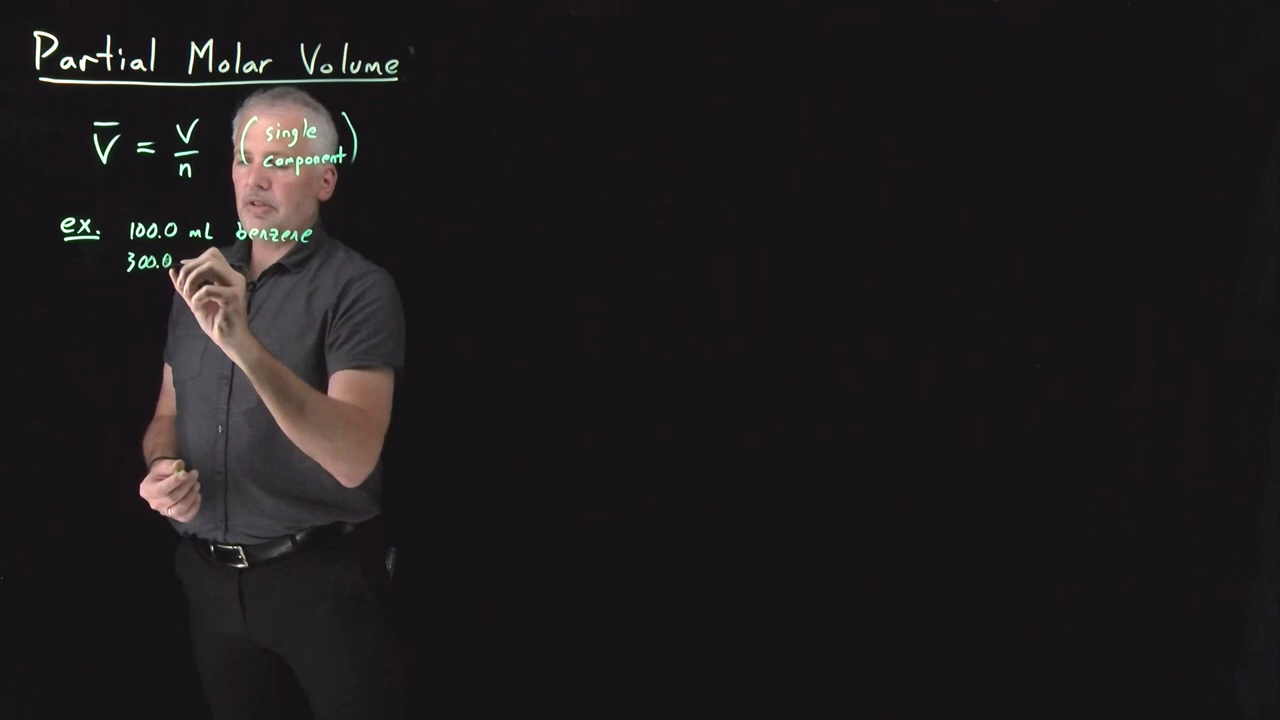 Partial Molar Volume
V̄ = V/n (single component)
ex. 100.0 mL benzene
300.0